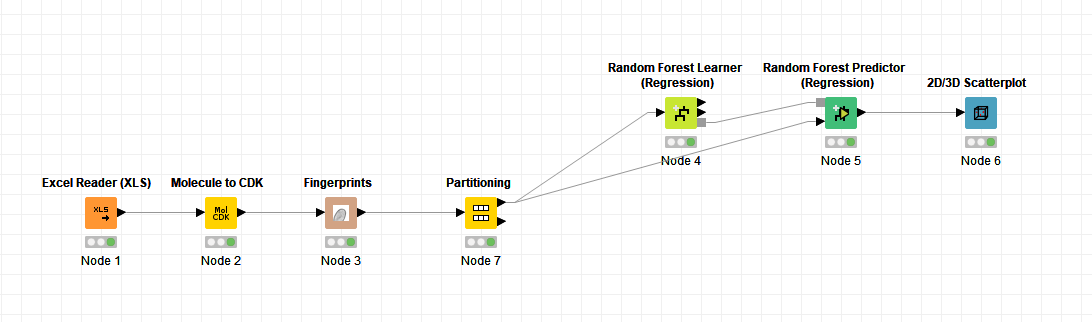 Random Forest Learner
(Regression)
Random Forest Predictor
(Regression)
2D/3D Scatterplot
Node 4
Node 5
Node 6
Excel Reader (XLS)
Molecule to CDK
Fingerprints
Partitioning
XLS
Mol
CDK
Node 1
Node 2
Node 3
Node 7